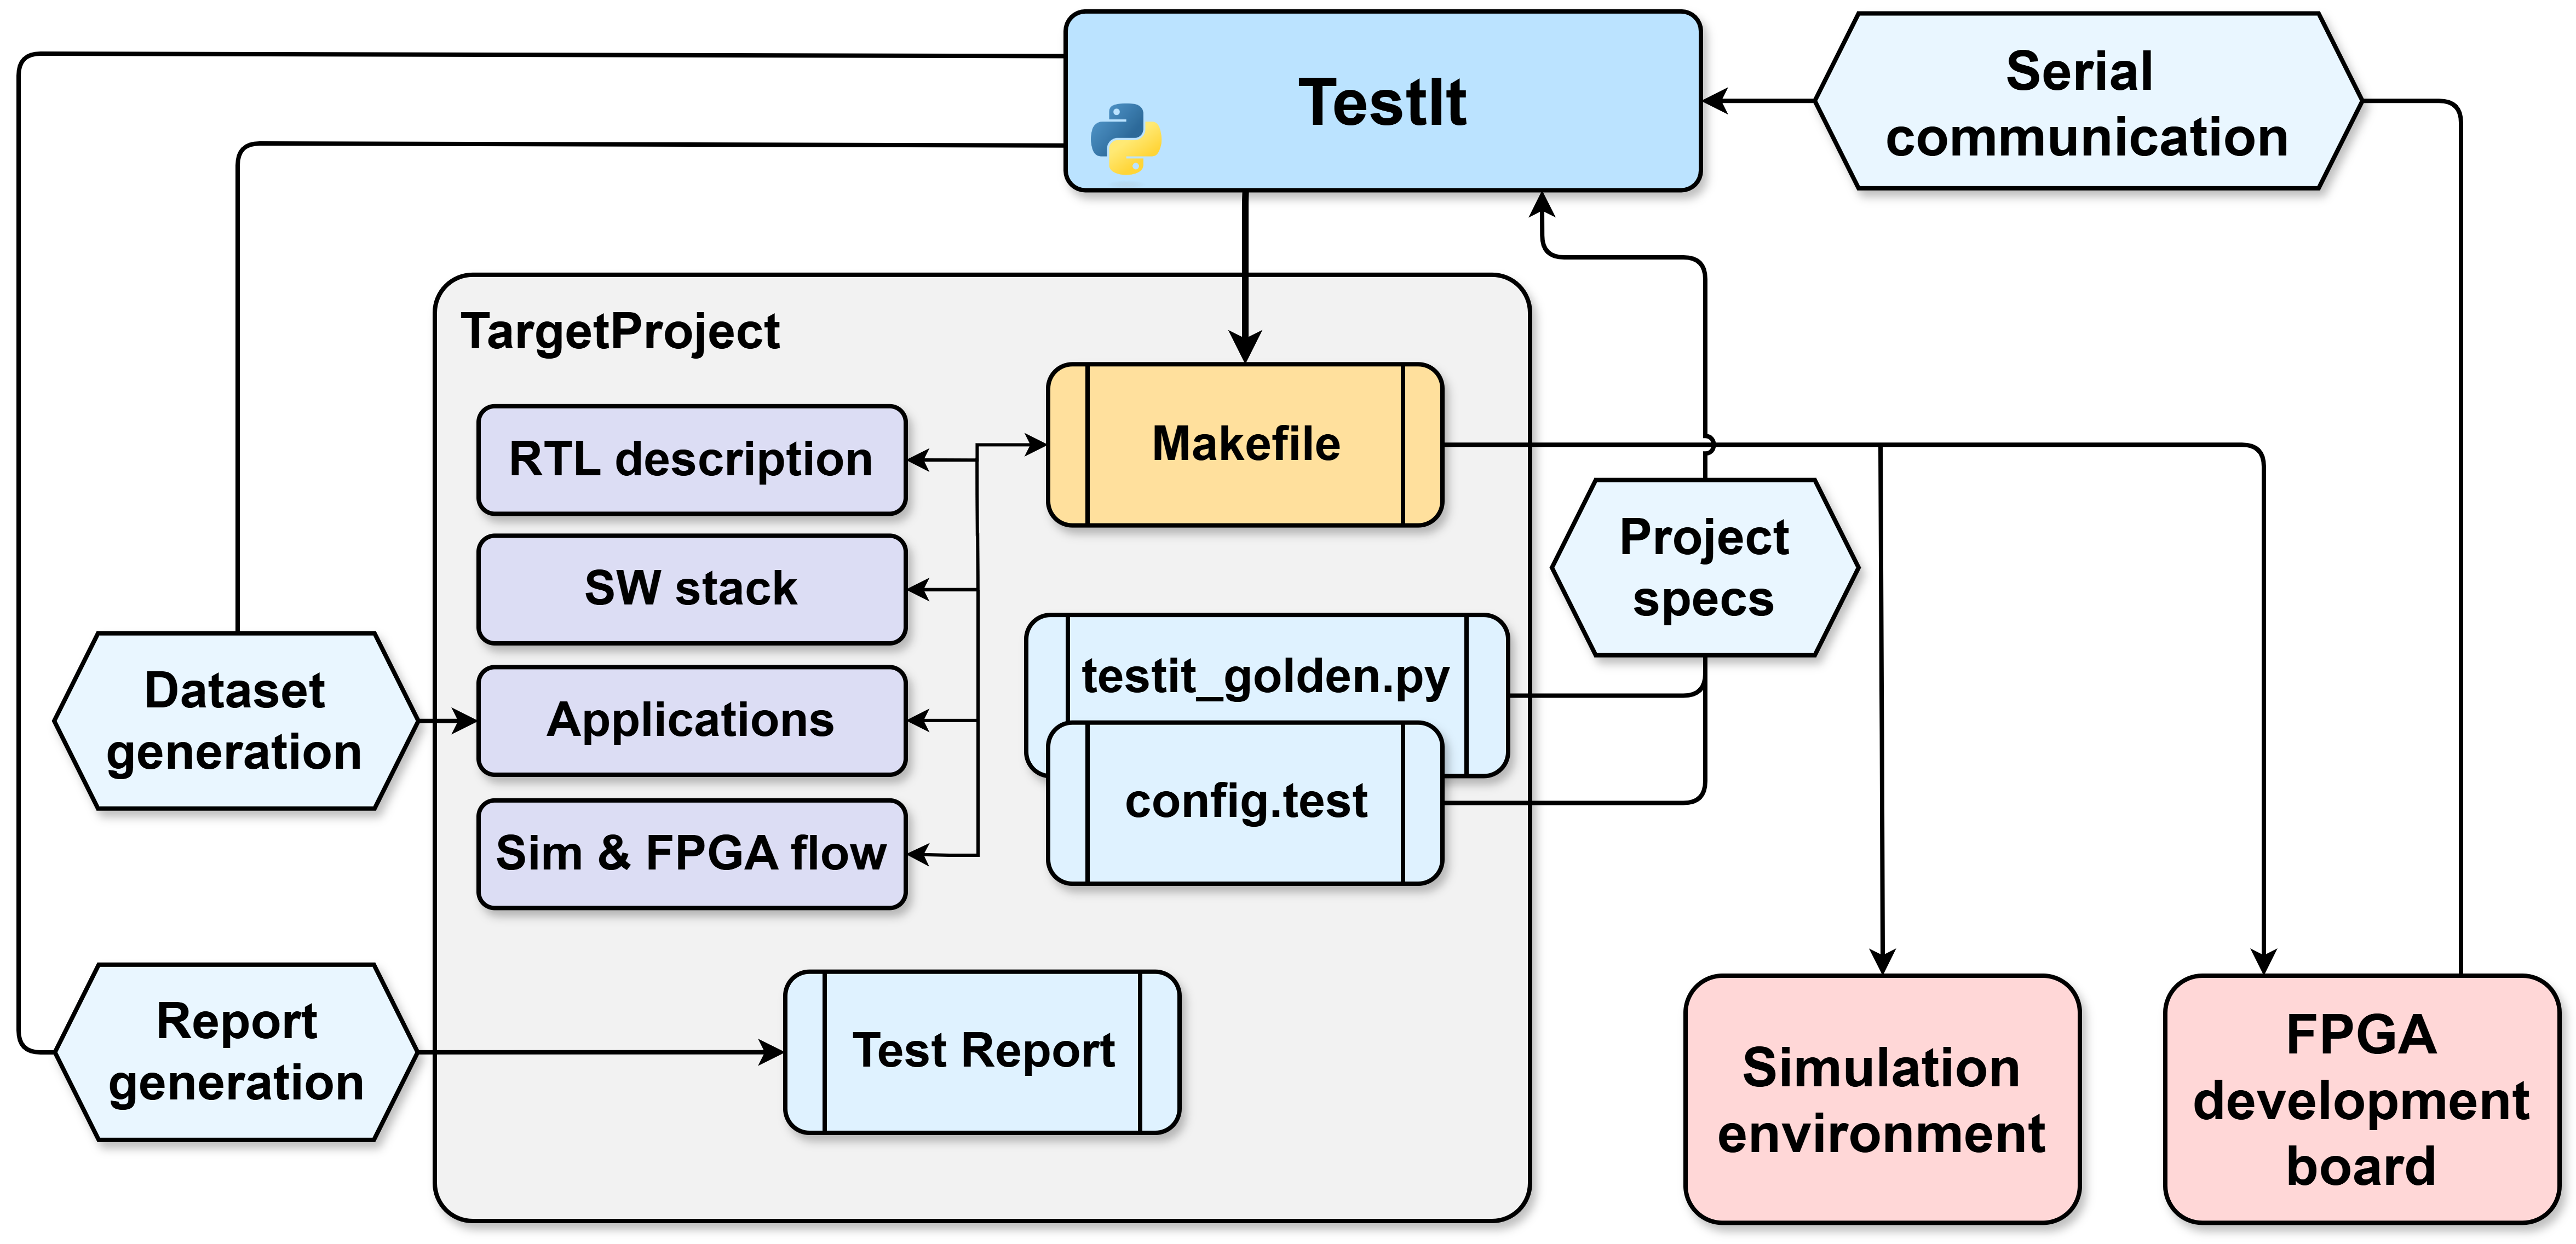 TestIt
Serial
communication
TargetProject
Makefile
RTL description
SW stack
Applications
Sim & FPGA flow
Project
specs
testit_golden.py
config.test
Dataset
generation
Report
generation
Test Report
Simulation
environment
FPGA
development
board